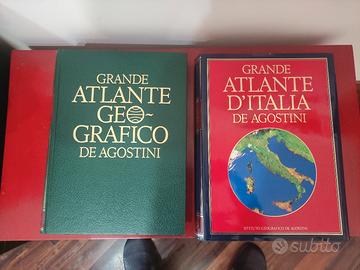 GRANDE
ATLANTE
GEO~
GRAFICO
DE AGOSTINI
GRANDE
ATLANTE
D'ITALIA
DE AGOSTINI
ISTITUTO GEOGRAFICO DE AGOSTINI
subito